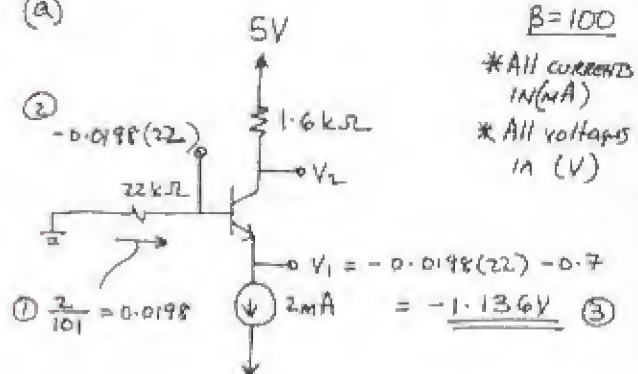 (a)
β=100
5V
*All currents
IN(mA)
* All voltages
in (V)
②
-0.0198(22)
1.6kΩ
V₂
22kΩ
V₁ = -0.0198(22) -0.7
① 2/101 = 0.0198
2mA
= -1.136V ③